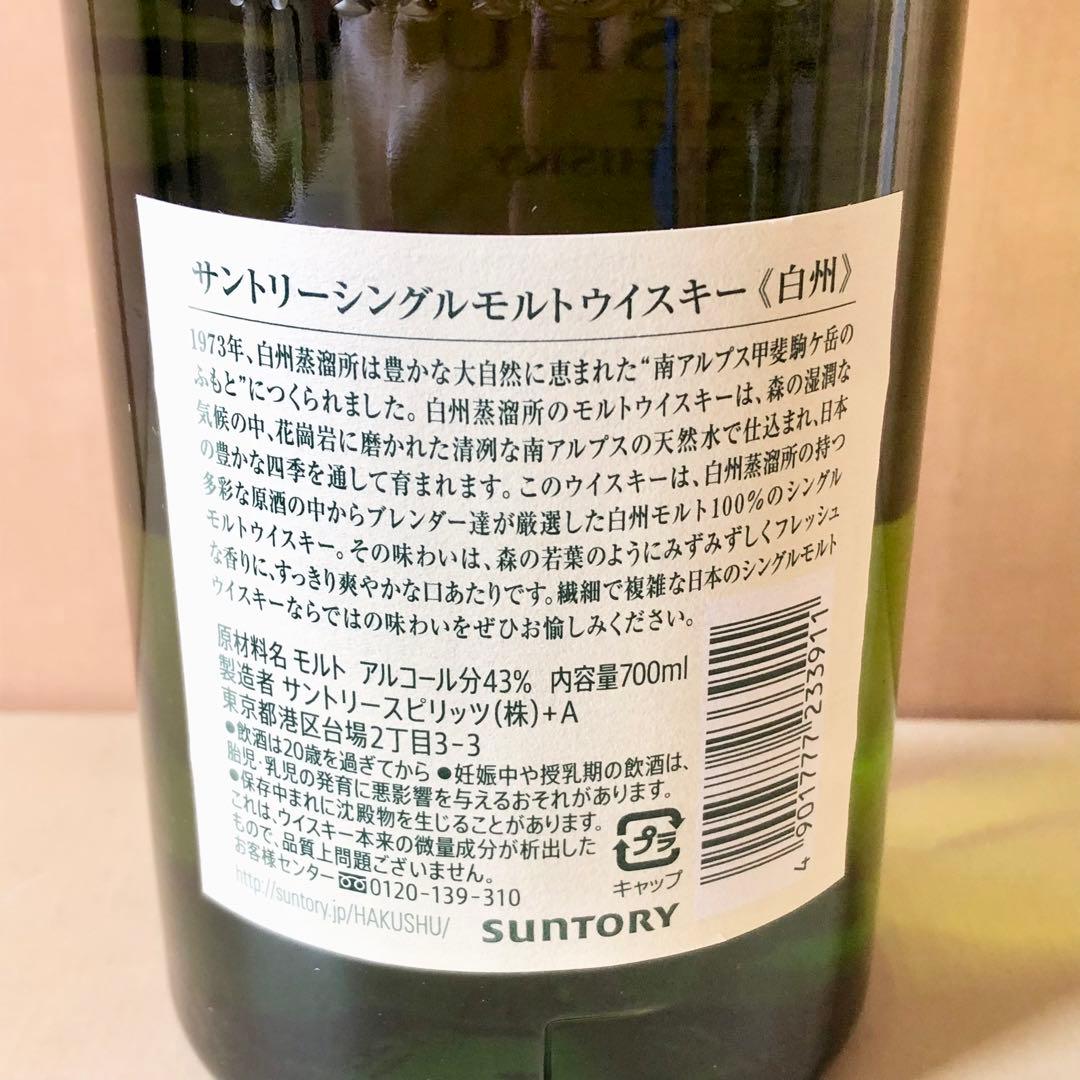 サントリーシングルモルトウイスキー《白州》
1973年、白州蒸溜所は豊かな大自然に恵まれた“南アルプス甲斐駒ケ岳の
ふもと”につくられました。白州蒸溜所のモルトウイスキーは、森の湿潤な
気候の中、花崗岩に磨かれた清冽な南アルプスの天然水で仕込まれ、日本
の豊かな四季を通して育まれます。このウイスキーは、白州蒸溜所の持つ
多彩な原酒の中からブレンダー達が厳選した白州モルト100%のシングル
モルトウイスキー。その味わいは、森の若葉のようにみずみずしくフレッシュ
な香りに、すっきり爽やかな口あたりです。繊細で複雑な日本のシングルモルト
ウイスキーならではの味わいをぜひお愉しみください。
原材料名 モルト アルコール分43% 内容量700ml
製造者 サントリースピリッツ(株)+A
東京都港区台場2丁目3-3
●飲酒は20歳を過ぎてから ●妊娠中や授乳期の飲酒は、
胎児・乳児の発育に悪影響を与えるおそれがあります。
●保存中まれに沈殿物を生じることがあります。
これは、ウイスキー本来の微量成分が析出した
もので、品質上問題ございません。
お客様センター 0120-139-310
http://suntory.jp/HAKUSHU/
プラ
キャップ
SUNTORY
4 901777 233911